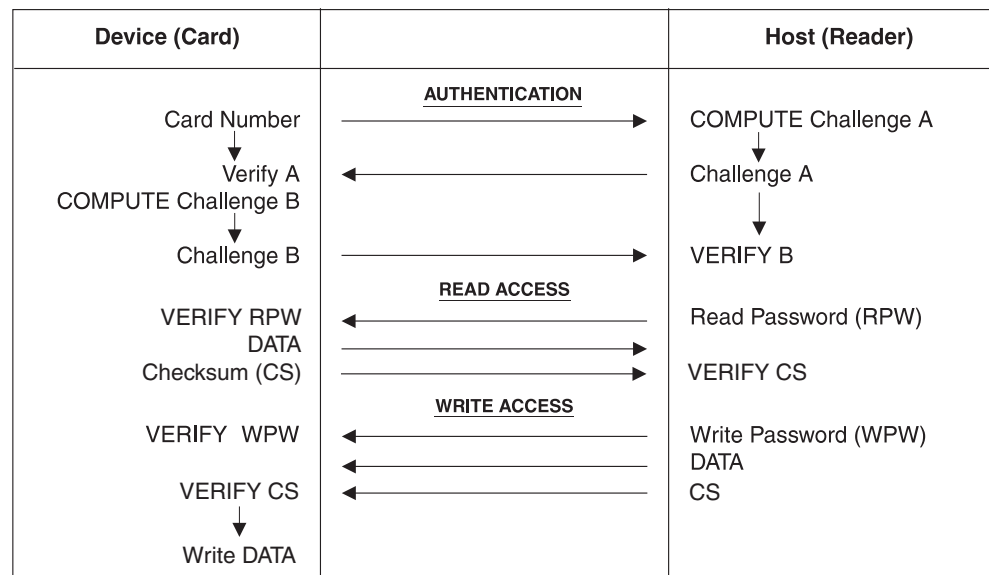 Device (Card) Host (Reader)
AUTHENTICATION
Card Number COMPUTE Challenge A
Verify A Challenge A
COMPUTE Challenge B
Challenge B VERIFY B
READ ACCESS
VERIFY RPW Read Password (RPW)
DATA
Checksum (CS) VERIFY CS
WRITE ACCESS
VERIFY WPW Write Password (WPW)
DATA
VERIFY CS CS
Write DATA